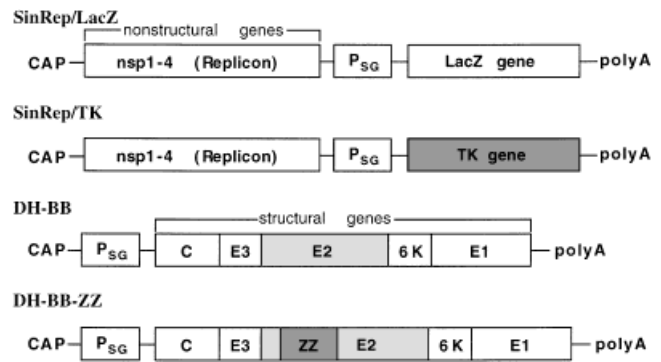 SinRep/LacZ
nonstructural genes
CAP nsp1-4 (Replicon) PSG LacZ gene polyA
SinRep/TK
CAP nsp1-4 (Replicon) PSG TK gene polyA
DH-BB
structural genes
CAP PSG C E3 E2 6K E1 polyA
DH-BB-ZZ
CAP PSG C E3 ZZ E2 6K E1 polyA